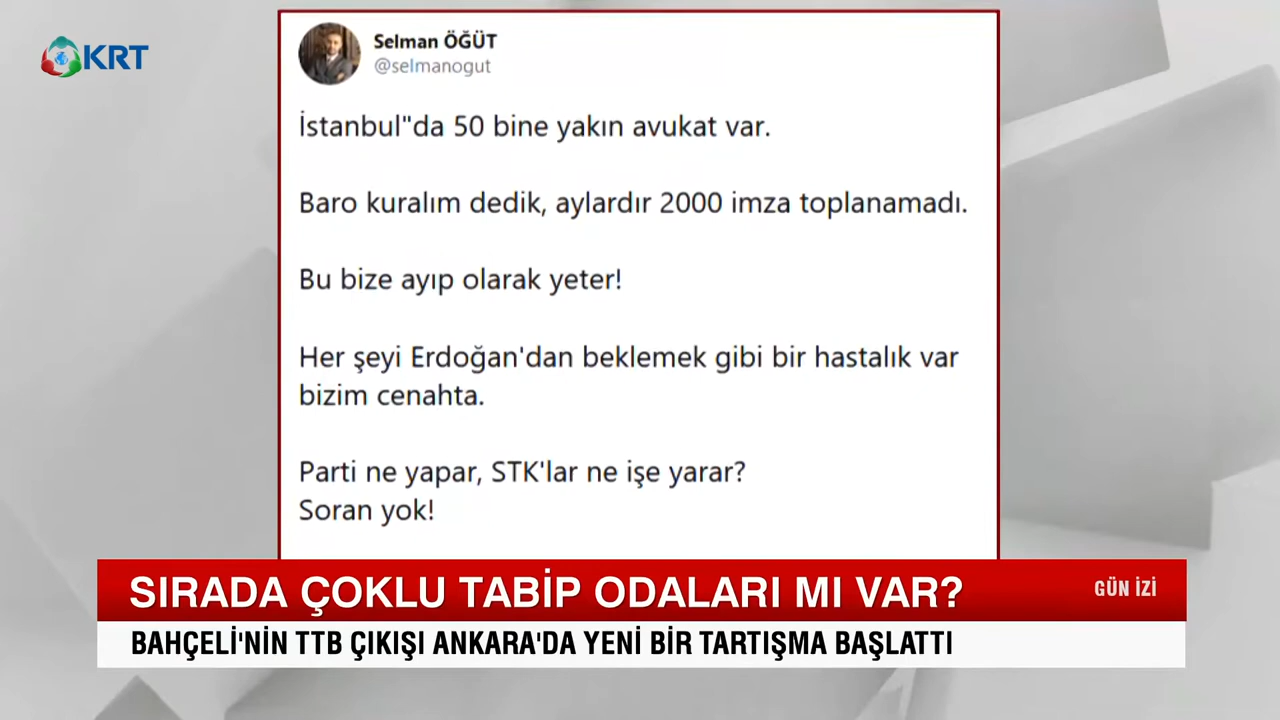 KRT
Selman ÖĞÜT
@selmanogut
İstanbul"da 50 bine yakın avukat var.
Baro kuralım dedik, aylardır 2000 imza toplanamadı.
Bu bize ayıp olarak yeter!
Her şeyi Erdoğan'dan beklemek gibi bir hastalık var
bizim cenahta.
Parti ne yapar, STK'lar ne işe yarar?
Soran yok!
SIRADA ÇOKLU TABİP ODALARI MI VAR?
GÜN İZİ
BAHÇELİ'NİN TTB ÇIKIŞI ANKARA'DA YENİ BİR TARTIŞMA BAŞLATTI